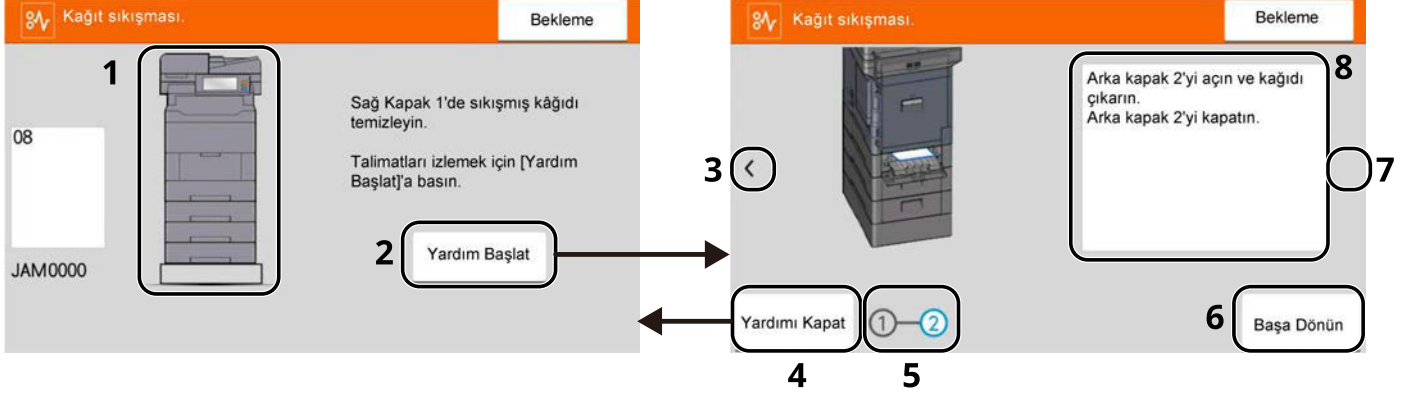 Kağıt sıkışması.
Bekleme
1
08
JAM0000
Sağ Kapak 1'de sıkışmış kâğıdı
temizleyin.
Talimatları izlemek için [Yardım
Başlat]'a basın.
2
Yardım Başlat
Kağıt sıkışması.
Bekleme
8
Arka kapak 2'yi açın ve kağıdı
çıkarın.
Arka kapak 2'yi kapatın.
3
7
Yardımı Kapat
1 2
6
Başa Dönün
4
5